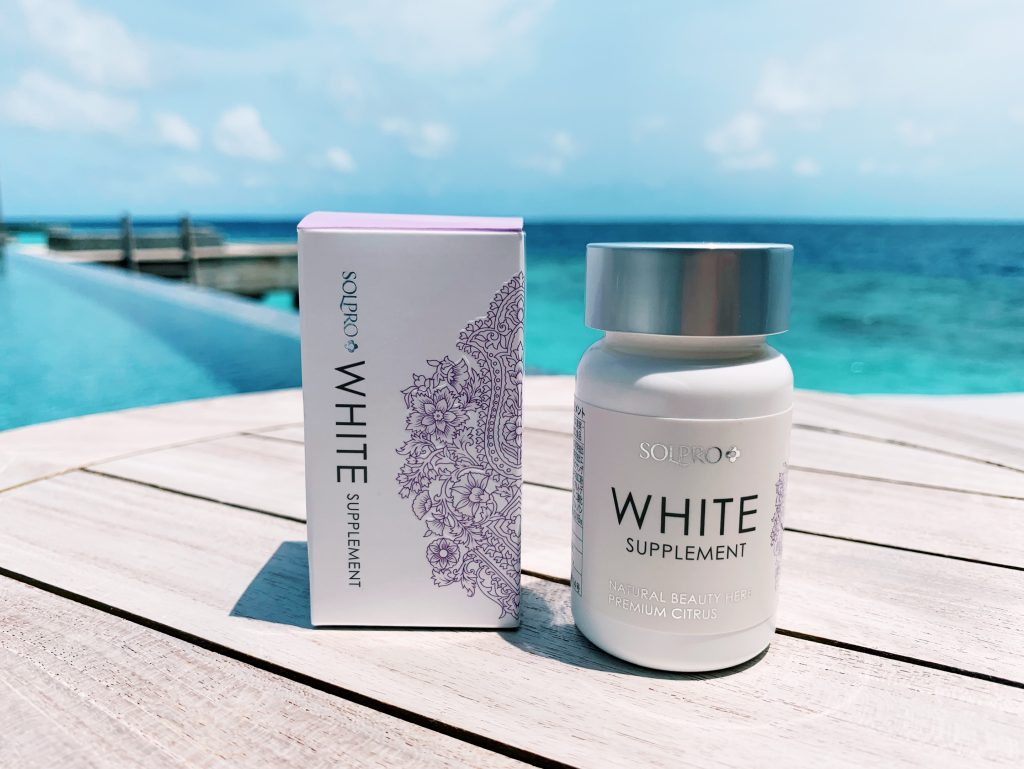 SOLPRO
WHITE
SUPPLEMENT
SOLPRO
WHITE
SUPPLEMENT
NATURAL BEAUTY HERB
PREMIUM CITRUS